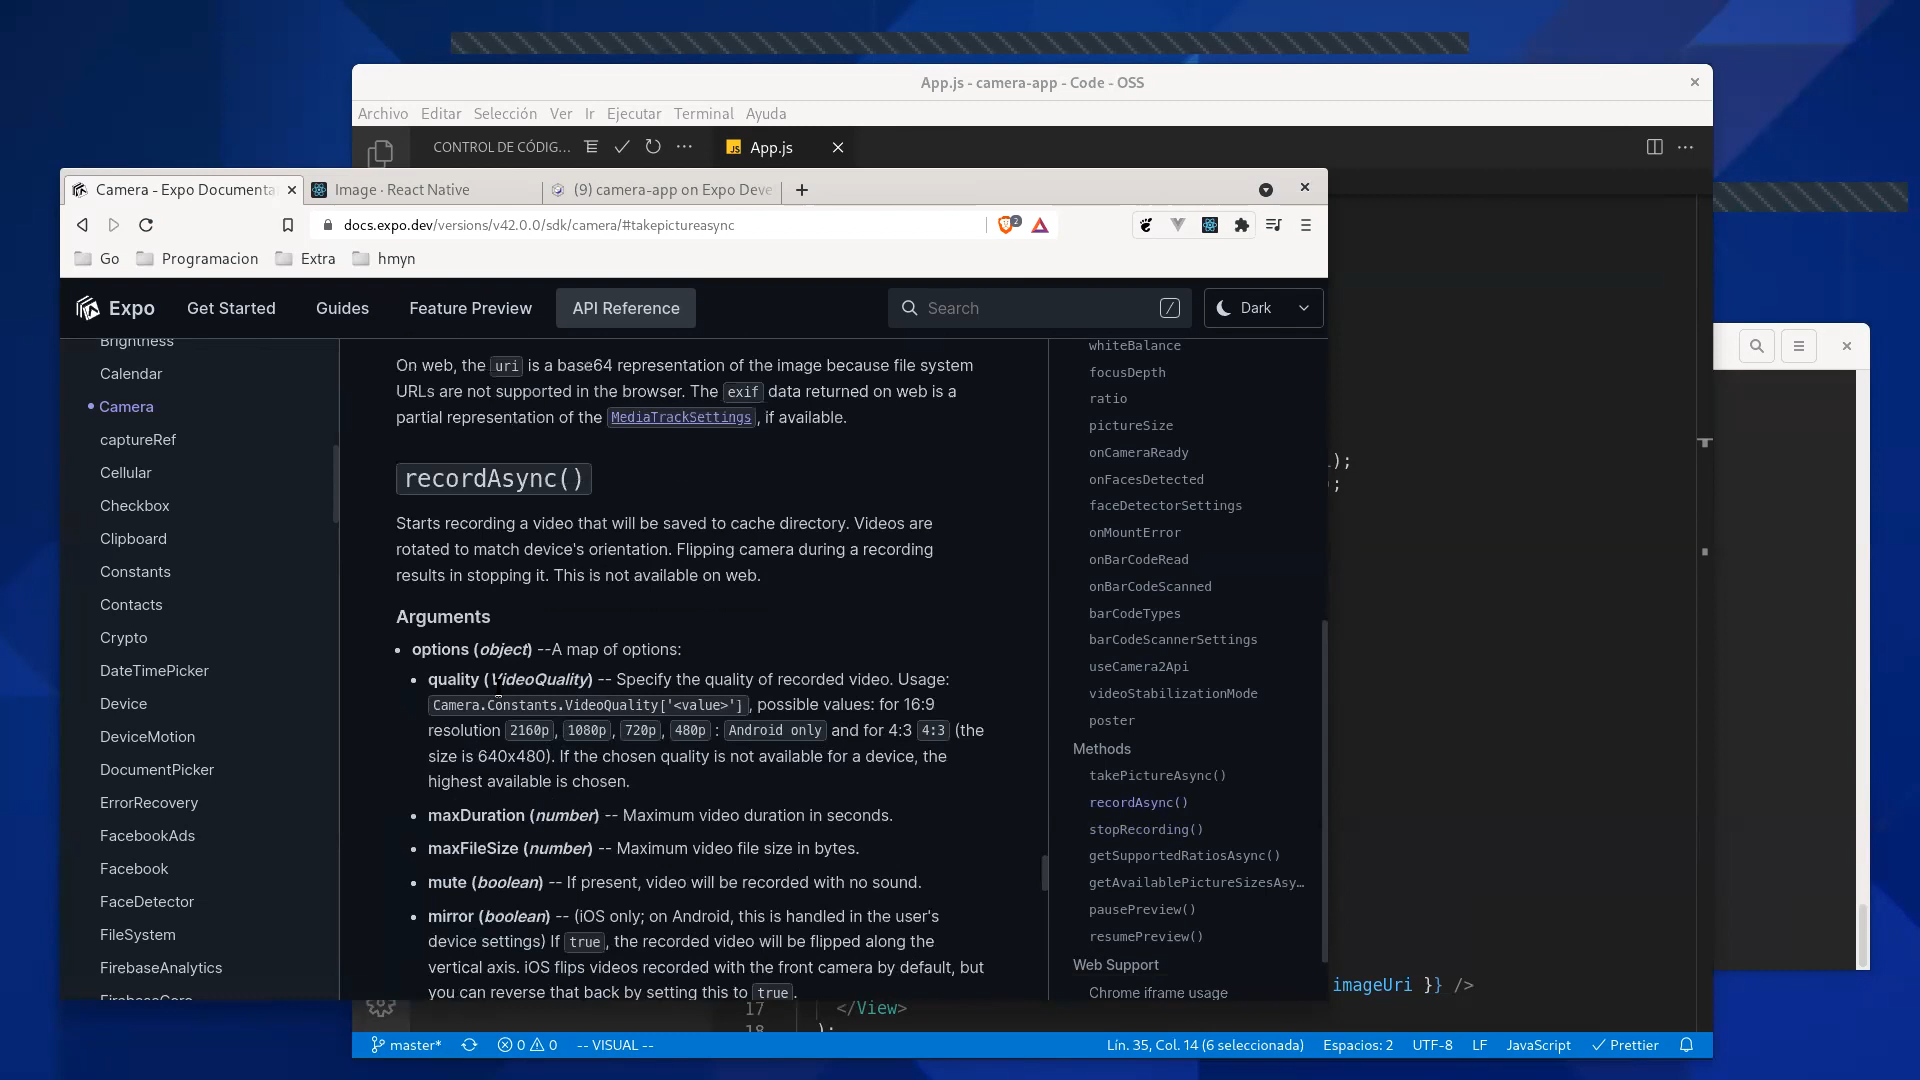 App.js - camera-app - Code - OSS
Archivo Editar Selección Ver Ir Ejecutar Terminal Ayuda
CONTROL DE CÓDIG... App.js
Camera - Expo Documenta
Image · React Native
(9) camera-app on Expo Deve
docs.expo.dev/versions/v42.0.0/sdk/camera/#takepictureasync
2
Go Programacion Extra hmyn
Expo Get Started Guides Feature Preview API Reference Search / Dark
Brightness
Calendar
Camera
captureRef
Cellular
Checkbox
Clipboard
Constants
Contacts
Crypto
DateTimePicker
Device
DeviceMotion
DocumentPicker
ErrorRecovery
FacebookAds
Facebook
FaceDetector
FileSystem
FirebaseAnalytics
FirebaseCore
On web, the uri is a base64 representation of the image because file system
URLs are not supported in the browser. The exif data returned on web is a
partial representation of the MediaTrackSettings, if available.
recordAsync()
Starts recording a video that will be saved to cache directory. Videos are
rotated to match device's orientation. Flipping camera during a recording
results in stopping it. This is not available on web.
Arguments
• options (object) --A map of options:
• quality (VideoQuality) -- Specify the quality of recorded video. Usage:
Camera.Constants.VideoQuality['<value>'], possible values: for 16:9
resolution 2160p, 1080p, 720p, 480p : Android only and for 4:3 4:3 (the
size is 640x480). If the chosen quality is not available for a device, the
highest available is chosen.
• maxDuration (number) -- Maximum video duration in seconds.
• maxFileSize (number) -- Maximum video file size in bytes.
• mute (boolean) -- If present, video will be recorded with no sound.
• mirror (boolean) -- (iOS only; on Android, this is handled in the user's
device settings) If true, the recorded video will be flipped along the
vertical axis. iOS flips videos recorded with the front camera by default, but
you can reverse that back by setting this to true.
whiteBalance
focusDepth
ratio
pictureSize
onCameraReady
onFacesDetected
faceDetectorSettings
onMountError
onBarCodeRead
onBarCodeScanned
barCodeTypes
barCodeScannerSettings
useCamera2Api
videoStabilizationMode
poster
Methods
takePictureAsync()
recordAsync()
stopRecording()
getSupportedRatiosAsync()
getAvailablePictureSizesAsy…
pausePreview()
resumePreview()
Web Support
Chrome iframe usage
);
;
imageUri }} />
17 </View>
18 );
master* 0 0 -- VISUAL -- Lín. 35, Col. 14 (6 seleccionada) Espacios: 2 UTF-8 LF JavaScript Prettier